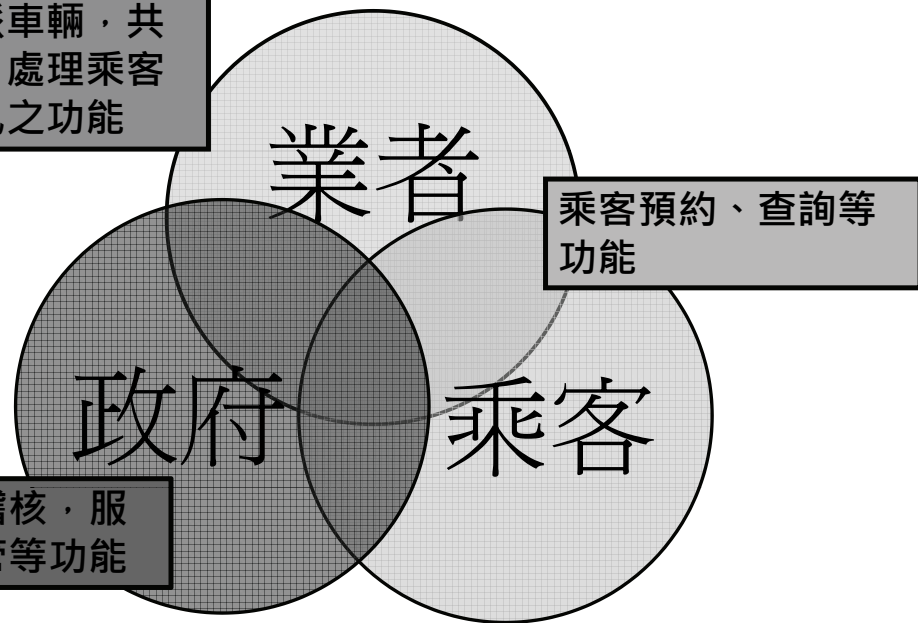 車輛，共
處理乘客
之功能
業者
乘客預約、查詢等
功能
政府
乘客
核，服
等功能